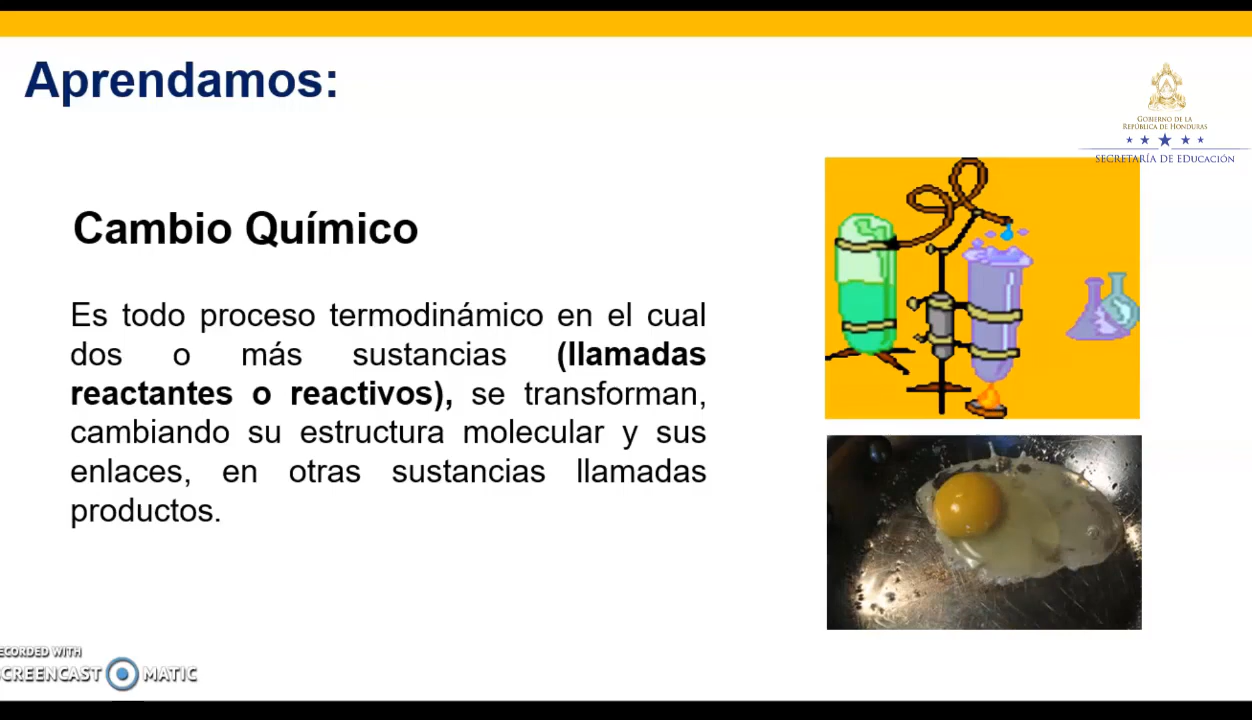 Aprendamos:
GOBIERNO DE LA
REPÚBLICA DE HONDURAS
SECRETARÍA DE EDUCACIÓN
Cambio Químico
Es todo proceso termodinámico en el cual
dos o más sustancias (llamadas
reactantes o reactivos), se transforman,
cambiando su estructura molecular y sus
enlaces, en otras sustancias llamadas
productos.
ECORDED WITH
CREENCAST MATIC